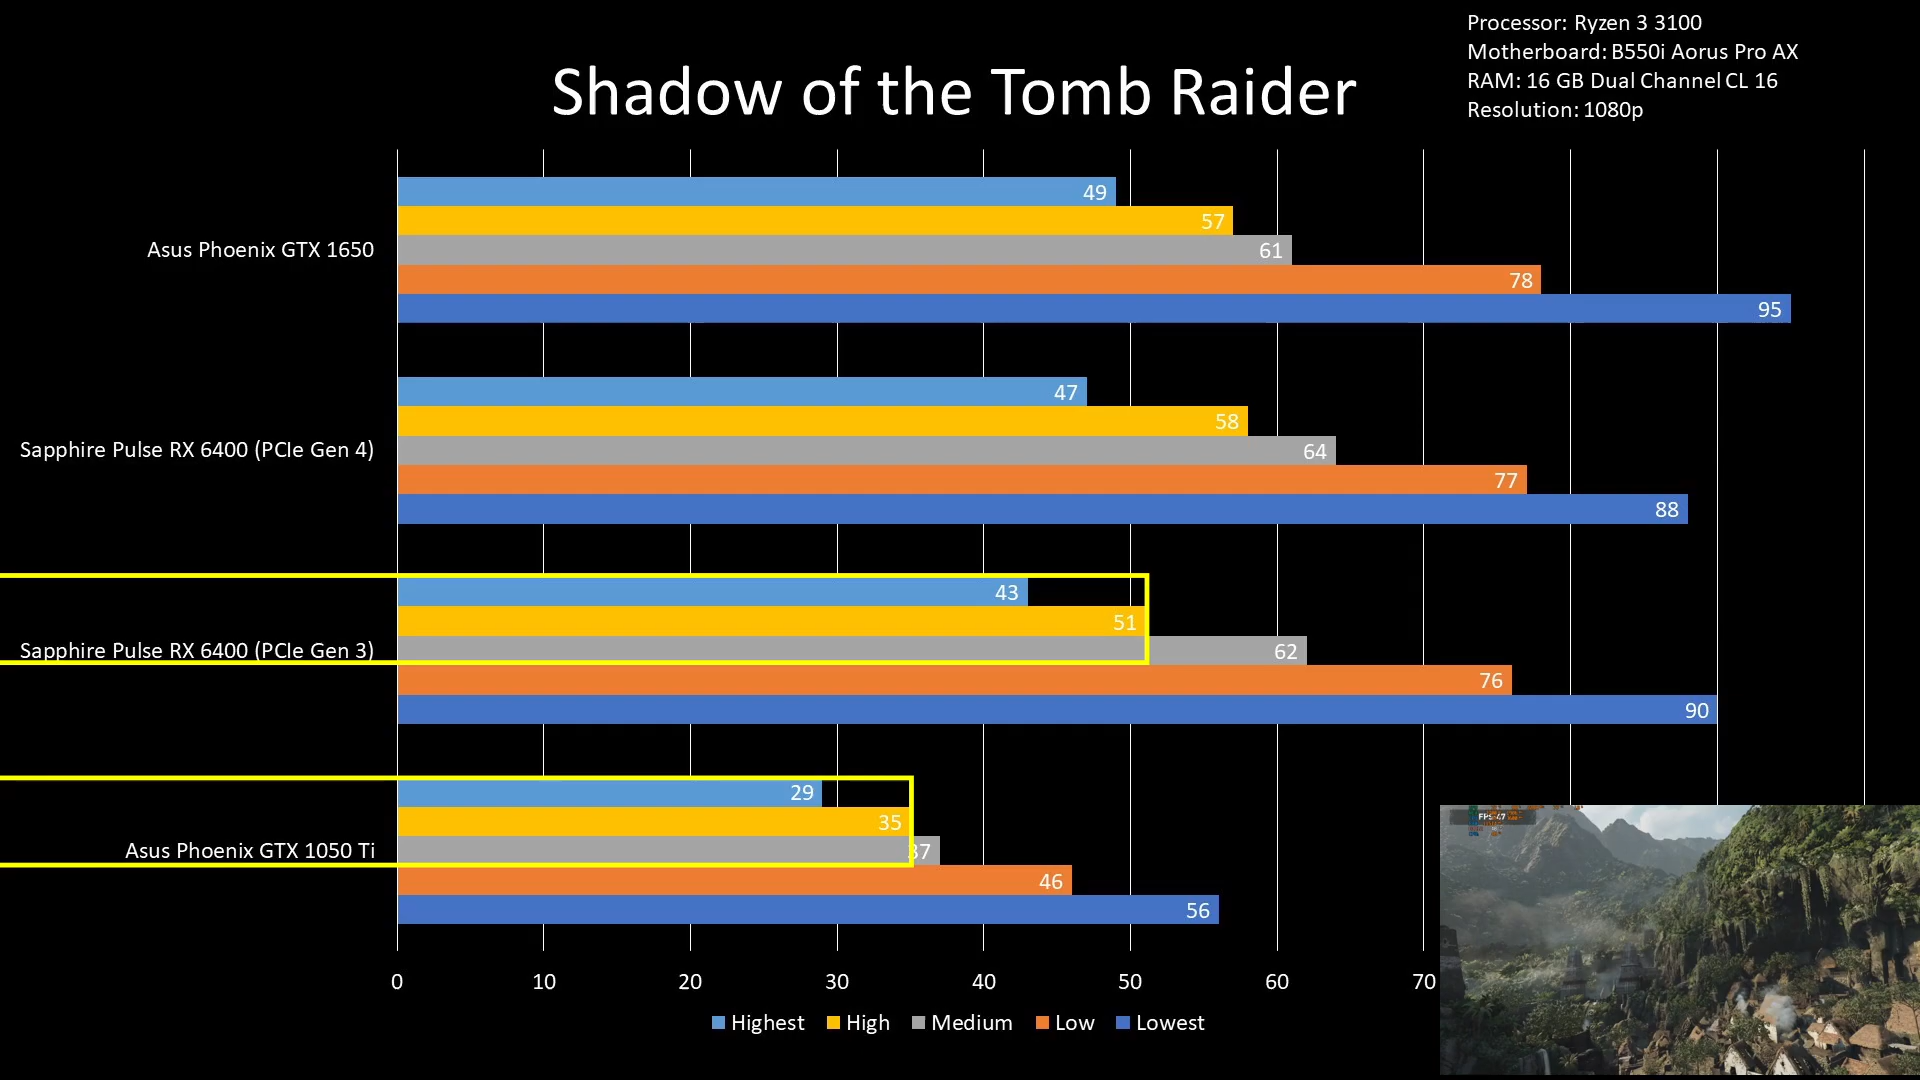 Processor: Ryzen 3 3100
Motherboard: B550i Aorus Pro AX
RAM: 16 GB Dual Channel CL 16
Resolution: 1080p
Shadow of the Tomb Raider
Asus Phoenix GTX 1650
49
57
61
78
95
Sapphire Pulse RX 6400 (PCIe Gen 4)
47
58
64
77
88
Sapphire Pulse RX 6400 (PCIe Gen 3)
43
51
62
76
90
Asus Phoenix GTX 1050 Ti
29
35
37
46
56
0 10 20 30 40 50 60 70
Highest High Medium Low Lowest